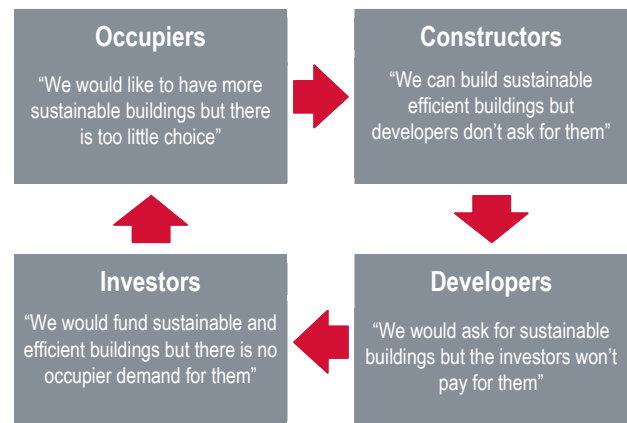 Occupiers
“We would like to have more
sustainable buildings but there
is too little choice”
Constructors
“We can build sustainable
efficient buildings but
developers don’t ask for them”
Investors
“We would fund sustainable and
efficient buildings but there is no
occupier demand for them”
Developers
“We would ask for sustainable
buildings but the investors won’t
pay for them”